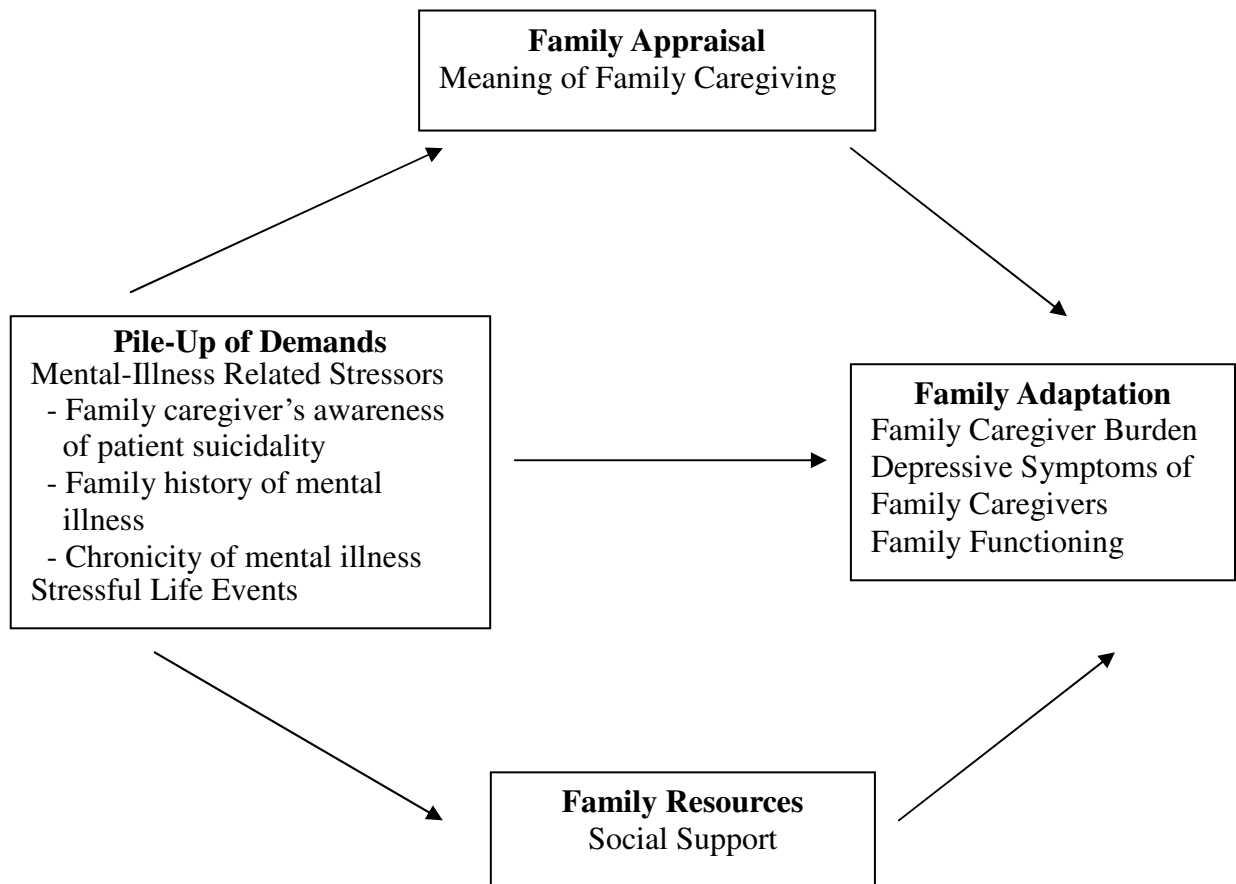 Family Appraisal
Meaning of Family Caregiving
Pile-Up of Demands
Mental-Illness Related Stressors
- Family caregiver’s awareness
of patient suicidality
- Family history of mental
illness
- Chronicity of mental illness
Stressful Life Events
Family Adaptation
Family Caregiver Burden
Depressive Symptoms of
Family Caregivers
Family Functioning
Family Resources
Social Support